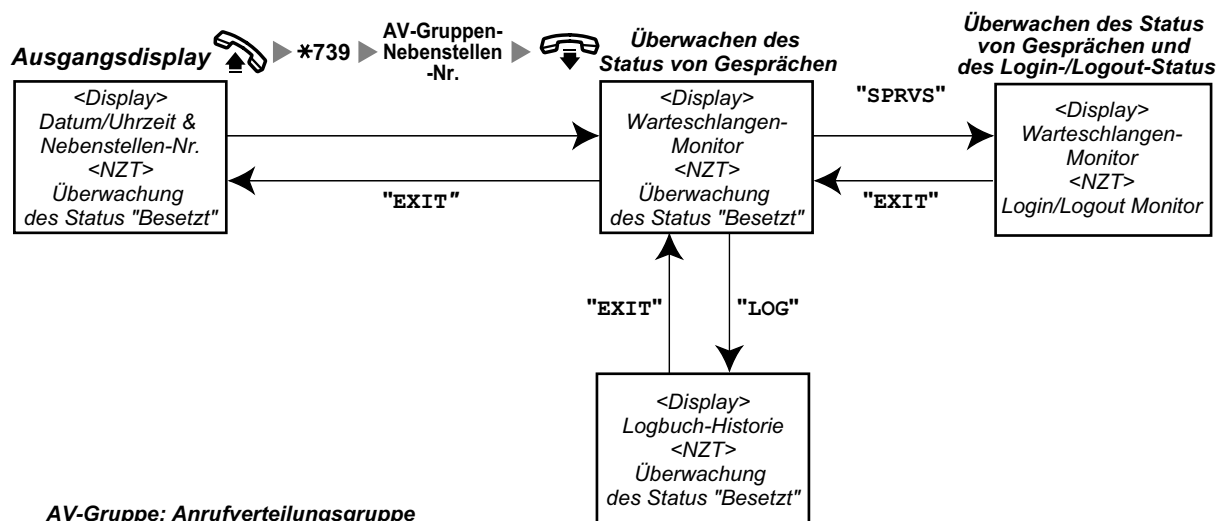 Ausgangsdisplay
*739
AV-Gruppen-
Nebenstellen
-Nr.
Überwachen des
Status von Gesprächen
Überwachen des Status
von Gesprächen und
des Login-/Logout-Status
<Display>
Datum/Uhrzeit &
Nebenstellen-Nr.
<NZT>
Überwachung
des Status "Besetzt"
"EXIT"
<Display>
Warteschlangen-
Monitor
<NZT>
Überwachung
des Status "Besetzt"
"SPRVS"
"EXIT"
<Display>
Warteschlangen-
Monitor
<NZT>
Login/Logout Monitor
"EXIT"
"LOG"
<Display>
Logbuch-Historie
<NZT>
Überwachung
des Status "Besetzt"
AV-Gruppe: Anrufverteilungsgruppe